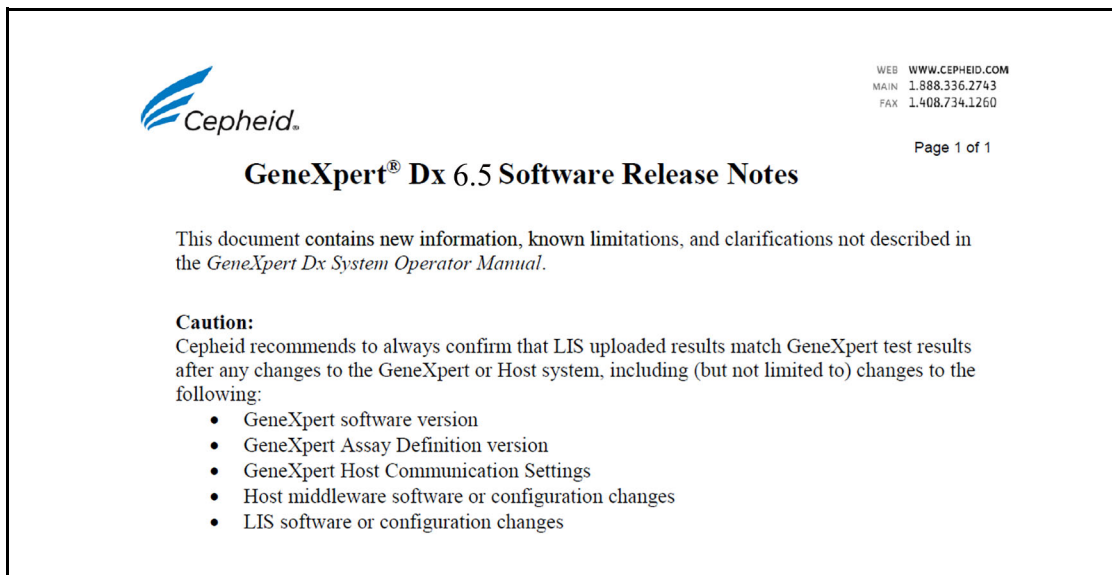 Cepheid®
WEB WWW.CEPHEID.COM
MAIN 1.888.336.2743
FAX 1.408.734.1260
Page 1 of 1
GeneXpert® Dx 6.5 Software Release Notes
This document contains new information, known limitations, and clarifications not described in
the GeneXpert Dx System Operator Manual.
Caution:
Cepheid recommends to always confirm that LIS uploaded results match GeneXpert test results
after any changes to the GeneXpert or Host system, including (but not limited to) changes to the
following:
• GeneXpert software version
• GeneXpert Assay Definition version
• GeneXpert Host Communication Settings
• Host middleware software or configuration changes
• LIS software or configuration changes